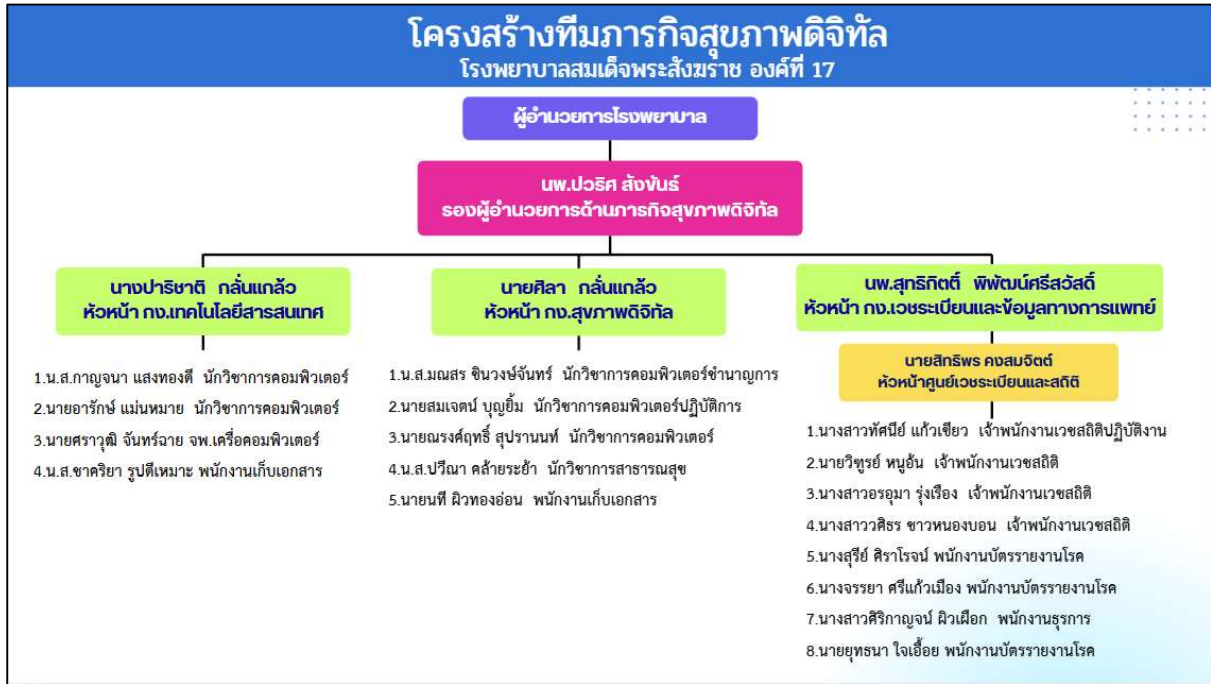 โครงสร้างทีมภารกิจสุขภาพดิจิทัล
โรงพยาบาลสมเด็จพระสังฆราช องค์ที่ 17
ผู้อำนวยการโรงพยาบาล
นพ.ปวริศ สังขันธ์
รองผู้อำนวยการด้านภารกิจสุขภาพดิจิทัล
นางปาริชาติ กลั่นแกล้ว
หัวหน้า กง.เทคโนโลยีสารสนเทศ
1.น.ส.กาญจนา แสงทองดี นักวิชาการคอมพิวเตอร์
2.นายอารักษ์ แม่นหมาย นักวิชาการคอมพิวเตอร์
3.นายศราวุฒิ จันทร์ฉาย จพ.เครื่อคอมพิวเตอร์
4.น.ส.ชาคริยา รูปดีเหมาะ พนักงานเก็บเอกสาร
นายศิลา กลั่นแกล้ว
หัวหน้า กง.สุขภาพดิจิทัล
1.น.ส.มณสร ชินวงษ์จันทร์ นักวิชาการคอมพิวเตอร์ชำนาญการ
2.นายสมเจตน์ บุญยิ้ม นักวิชาการคอมพิวเตอร์ปฏิบัติการ
3.นายณรงค์ฤทธิ์ สุปรานนท์ นักวิชาการคอมพิวเตอร์
4.น.ส.ปวีณา คล้ายระย้า นักวิชาการสาธารณสุข
5.นายนที ผิวทองอ่อน พนักงานเก็บเอกสาร
นพ.สุทธิกิตติ์ พิพัฒน์ศรีสวัสดิ์
หัวหน้า กง.เวชระเบียนและข้อมูลทางการแพทย์
นายสิทธิพร คงสมจิตต์
หัวหน้าศูนย์เวชระเบียนและสถิติ
1.นางสาวทัศนีย์ แก้วเขียว เจ้าพนักงานเวชสถิติปฏิบัติงาน
2.นายวิฑูรย์ หนูอ้น เจ้าพนักงานเวชสถิติ
3.นางสาวอรอุมา รุ่งเรือง เจ้าพนักงานเวชสถิติ
4.นางสาววศิธร ชาวหนองบอน เจ้าพนักงานเวชสถิติ
5.นางสุรีย์ ศิราโรจน์ พนักงานบัตรรายงานโรค
6.นางจรรยา ศรีแก้วเมือง พนักงานบัตรรายงานโรค
7.นางสาวศิริกาญจน์ ผิวเผือก พนักงานธุรการ
8.นายยุทธนา ใจเอื้อย พนักงานบัตรรายงานโรค